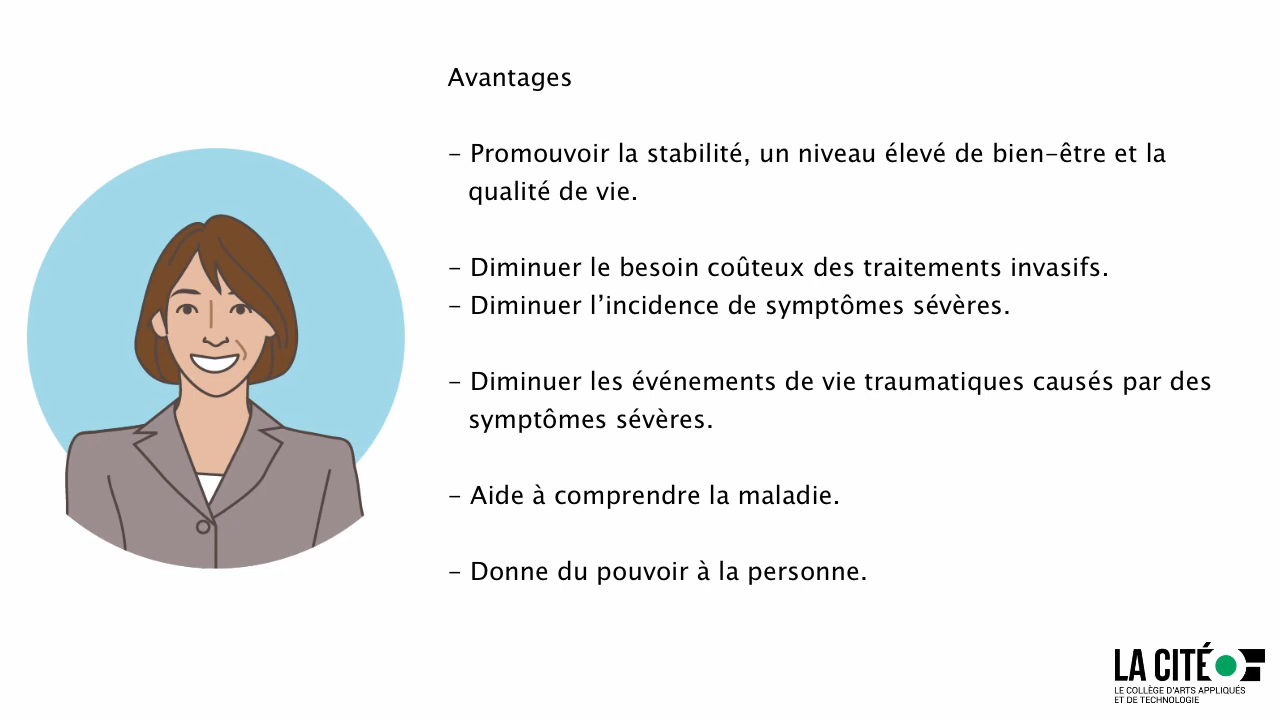 Avantages
– Promouvoir la stabilité, un niveau élevé de bien-être et la
qualité de vie.
– Diminuer le besoin coûteux des traitements invasifs.
– Diminuer l’incidence de symptômes sévères.
– Diminuer les événements de vie traumatiques causés par des
symptômes sévères.
– Aide à comprendre la maladie.
– Donne du pouvoir à la personne.
LA CITÉ
LE COLLÈGE D'ARTS APPLIQUÉS
ET DE TECHNOLOGIE